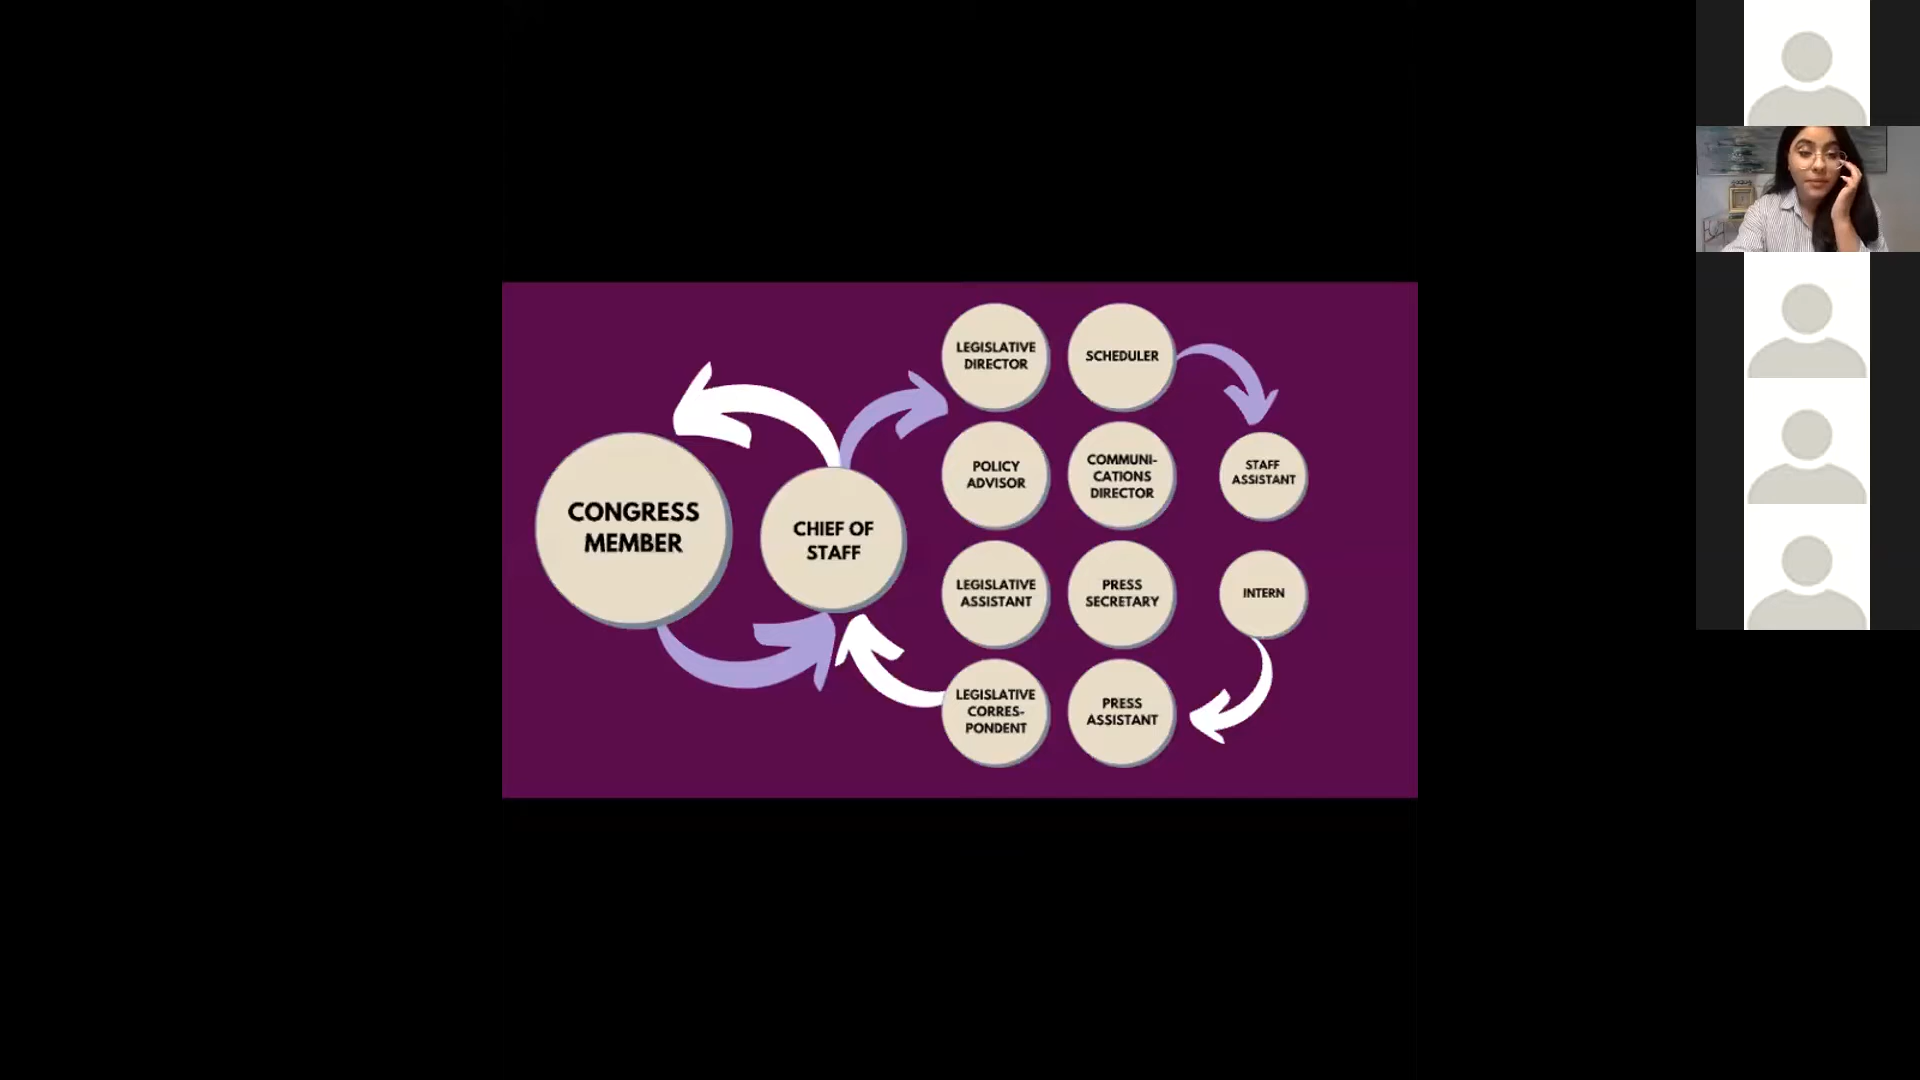 CONGRESS
MEMBER
CHIEF OF
STAFF
LEGISLATIVE
DIRECTOR
SCHEDULER
POLICY
ADVISOR
COMMUNI-
CATIONS
DIRECTOR
STAFF
ASSISTANT
LEGISLATIVE
ASSISTANT
PRESS
SECRETARY
INTERN
LEGISLATIVE
CORRES-
PONDENT
PRESS
ASSISTANT